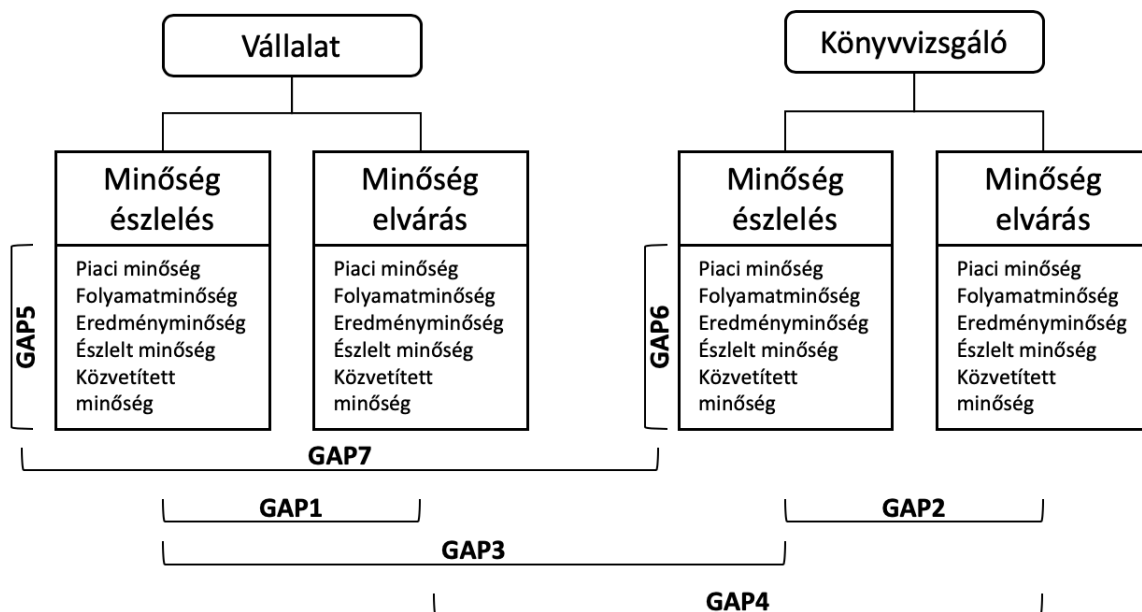 Vállalat
Könyvvizsgáló
Minőség
észlelés
Minőség
elvárás
Minőség
észlelés
Minőség
elvárás
GAP5
Piaci minőség
Folyamatminőség
Eredményminőség
Észlelt minőség
Közvetített
minőség
Piaci minőség
Folyamatminőség
Eredményminőség
Észlelt minőség
Közvetített
minőség
GAP6
Piaci minőség
Folyamatminőség
Eredményminőség
Észlelt minőség
Közvetített
minőség
Piaci minőség
Folyamatminőség
Eredményminőség
Észlelt minőség
Közvetített
minőség
GAP7
GAP1
GAP2
GAP3
GAP4